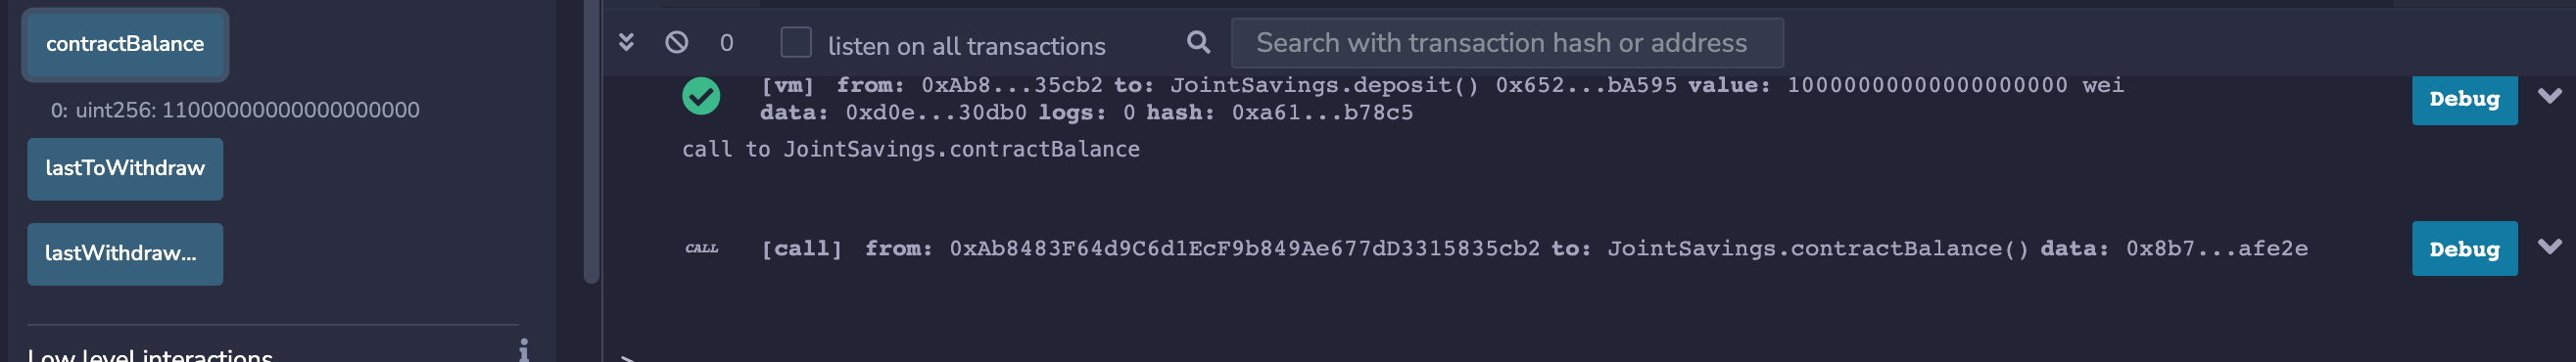 contractBalance
0: uint256: 11000000000000000000
lastToWithdraw
lastWithdraw...
Low level interactions
0
listen on all transactions
Search with transaction hash or address
[vm] from: 0xAb8...35cb2 to: JointSavings.deposit() 0x652...bA595 value: 10000000000000000000 wei
data: 0xd0e...30db0 logs: 0 hash: 0xa61...b78c5
Debug
call to JointSavings.contractBalance
CALL
[call] from: 0xAb8483F64d9C6d1EcF9b849Ae677dD3315835cb2 to: JointSavings.contractBalance() data: 0x8b7...afe2e
Debug
>